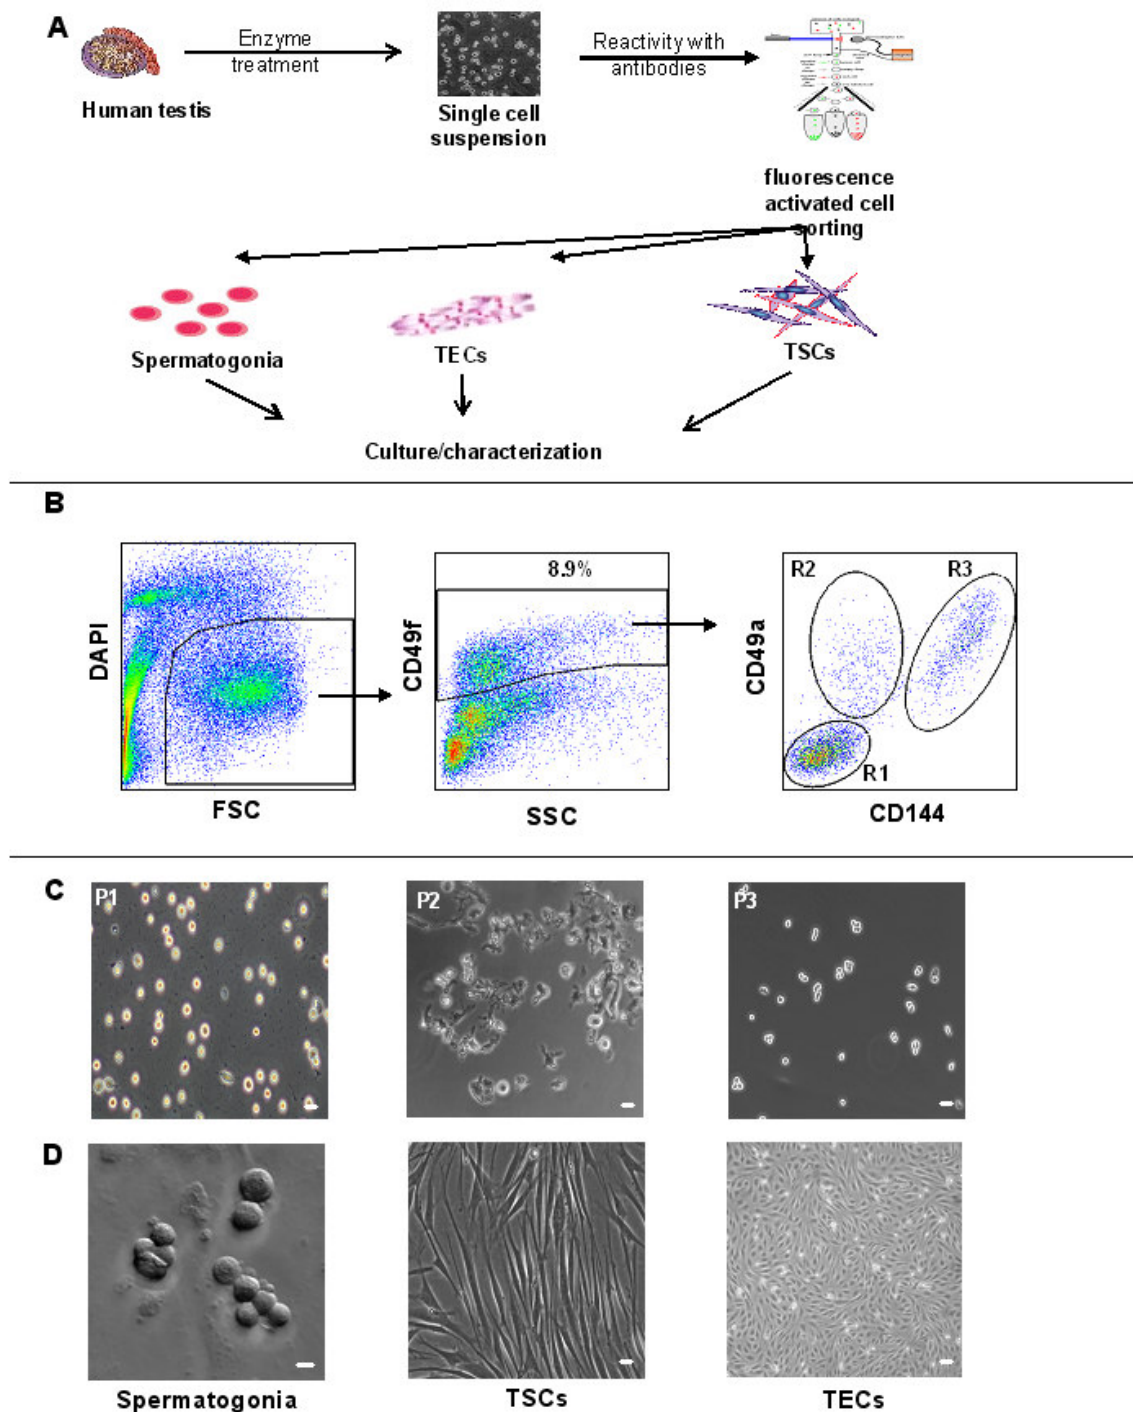 A
Enzyme
treatment
Reactivity with
antibodies
Human testis
Single cell
suspension
fluorescence
activated cell
sorting
Spermatogonia
TECs
TSCs
Culture/characterization
B
DAPI
FSC
8.9%
CD49f
SSC
R2
R3
CD49a
R1
CD144
C
P1
P2
P3
D
Spermatogonia
TSCs
TECs